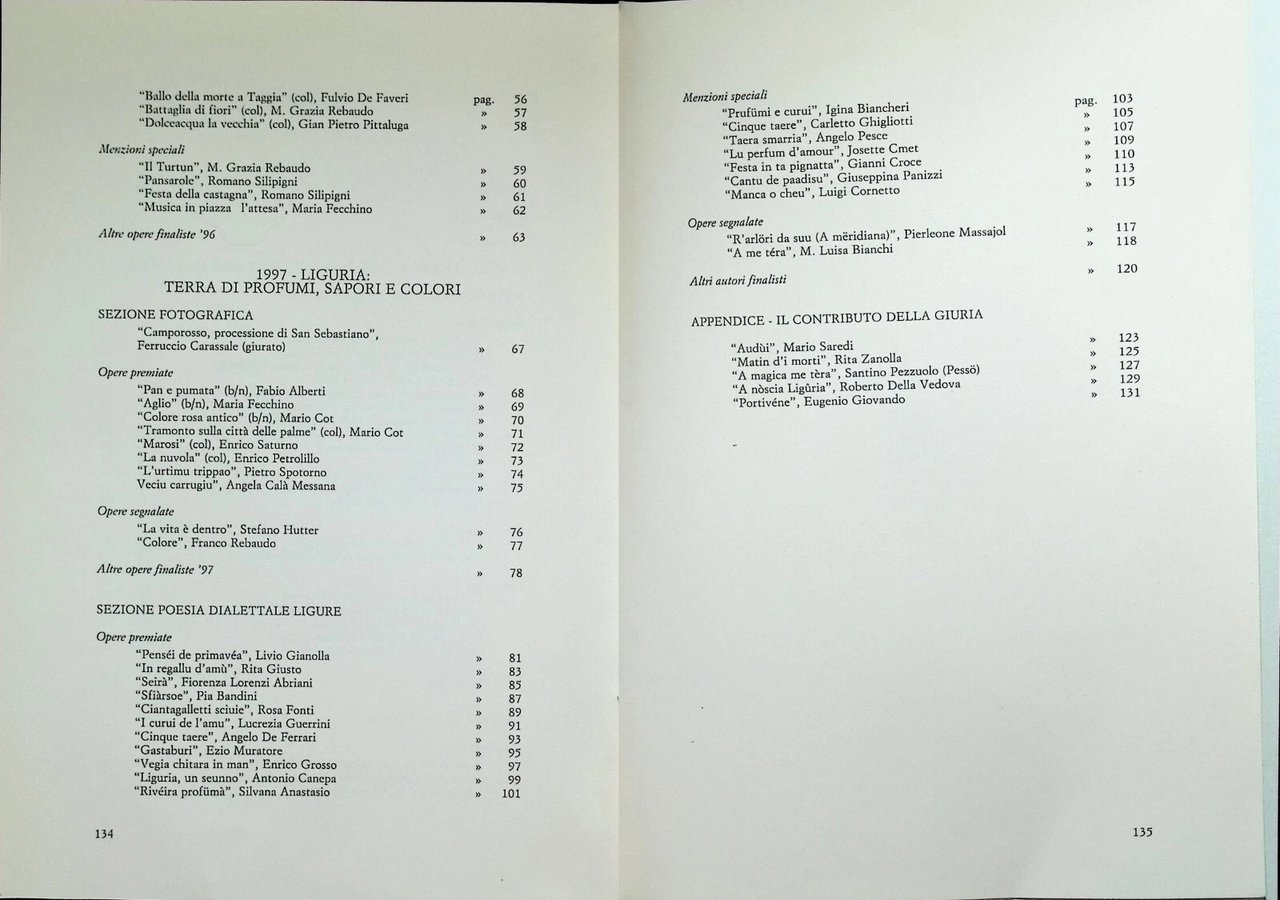 "Ballo della morte a Taggia" (col), Fulvio De Faveri pag. 56
"Battaglia di fiori" (col), M. Grazia Rebaudo » 57
"Dolceacqua la vecchia" (col), Gian Pietro Pittaluga » 58
Menzioni speciali
"Il Turtun", M. Grazia Rebaudo » 59
"Pansarole", Romano Silipigni » 60
"Festa della castagna", Romano Silipigni » 61
"Musica in piazza l'attesa", Maria Fecchino » 62
Altre opere finaliste '96 » 63
1997 - LIGURIA:
TERRA DI PROFUMI, SAPORI E COLORI
SEZIONE FOTOGRAFICA
"Camporosso, processione di San Sebastiano",
Ferruccio Carassale (giurato) » 67
Opere premiate
"Pan e pumata" (b/n), Fabio Alberti » 68
"Aglio" (b/n), Maria Fecchino » 69
"Colore rosa antico" (b/n), Mario Cot » 70
"Tramonto sulla città delle palme" (col), Mario Cot » 71
"Marosi" (col), Enrico Saturno » 72
"La nuvola" (col), Enrico Petrolillo » 73
"L'urtimu trippao", Pietro Spotorno » 74
Veciu carrugiu", Angela Calà Messana » 75
Opere segnalate
"La vita è dentro", Stefano Hutter » 76
"Colore", Franco Rebaudo » 77
Altre opere finaliste '97 » 78
SEZIONE POESIA DIALETTALE LIGURE
Opere premiate
"Penséi de primavéa", Livio Gianolla » 81
"In regallu d'amù", Rita Giusto » 83
"Seirà", Fiorenza Lorenzi Abriani » 85
"Sfiàrsoe", Pia Bandini » 87
"Ciantagalletti sciuie", Rosa Fonti » 89
"I curui de l'amu", Lucrezia Guerrini » 91
"Cinque taere", Angelo De Ferrari » 93
"Gastaburi", Ezio Muratore » 95
"Vegia chitara in man", Enrico Grosso » 97
"Liguria, un seunno", Antonio Canepa » 99
"Rivéira profümà", Silvana Anastasio » 101
134
Menzioni speciali
"Prufümi e curui", Igina Biancheri pag. 103
"Cinque taere", Carletto Ghigliotti » 105
"Taera smarria", Angelo Pesce » 107
"Lu perfum d'amour", Josette Cmet » 109
"Festa in ta pignatta", Gianni Croce » 110
"Cantu de paadisu", Giuseppina Panizzi » 113
"Manca o cheu", Luigi Cornetto » 115
Opere segnalate
"R'arlöri da suu (A mëridiana)", Pierleone Massajol » 117
"A me téra", M. Luisa Bianchi » 118
Altri autori finalisti » 120
APPENDICE - IL CONTRIBUTO DELLA GIURIA
"Audùi", Mario Saredi » 123
"Matin d'i morti", Rita Zanolla » 125
"A magica me tèra", Santino Pezzuolo (Pessö) » 127
"A nòscia Ligûria", Roberto Della Vedova » 129
"Portivéne", Eugenio Giovando » 131
135